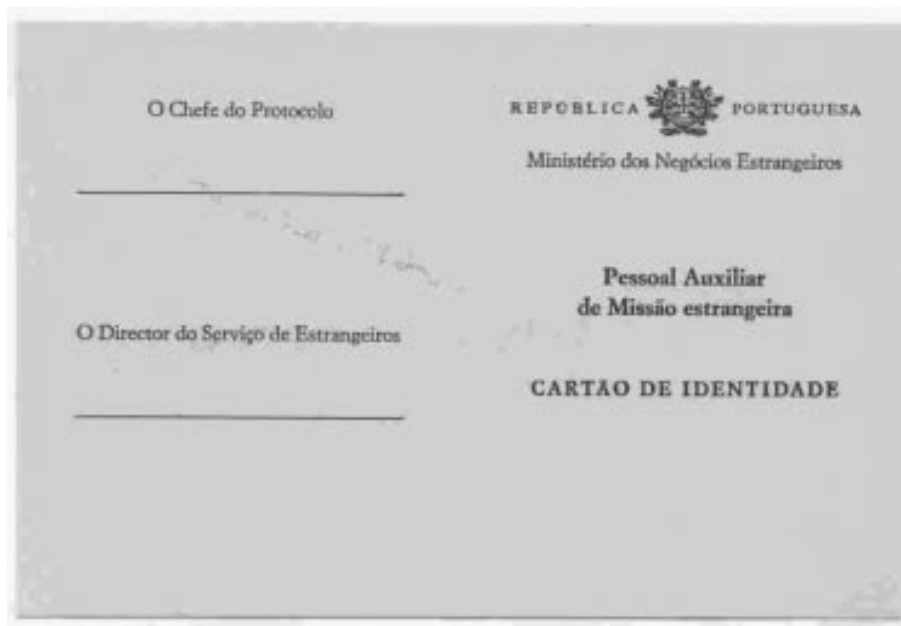 O Chefe do Protocolo
O Director do Serviço de Estrangeiros
REPÚBLICA PORTUGUESA
Ministério dos Negócios Estrangeiros
Pessoal Auxiliar
de Missão estrangeira
CARTÃO DE IDENTIDADE